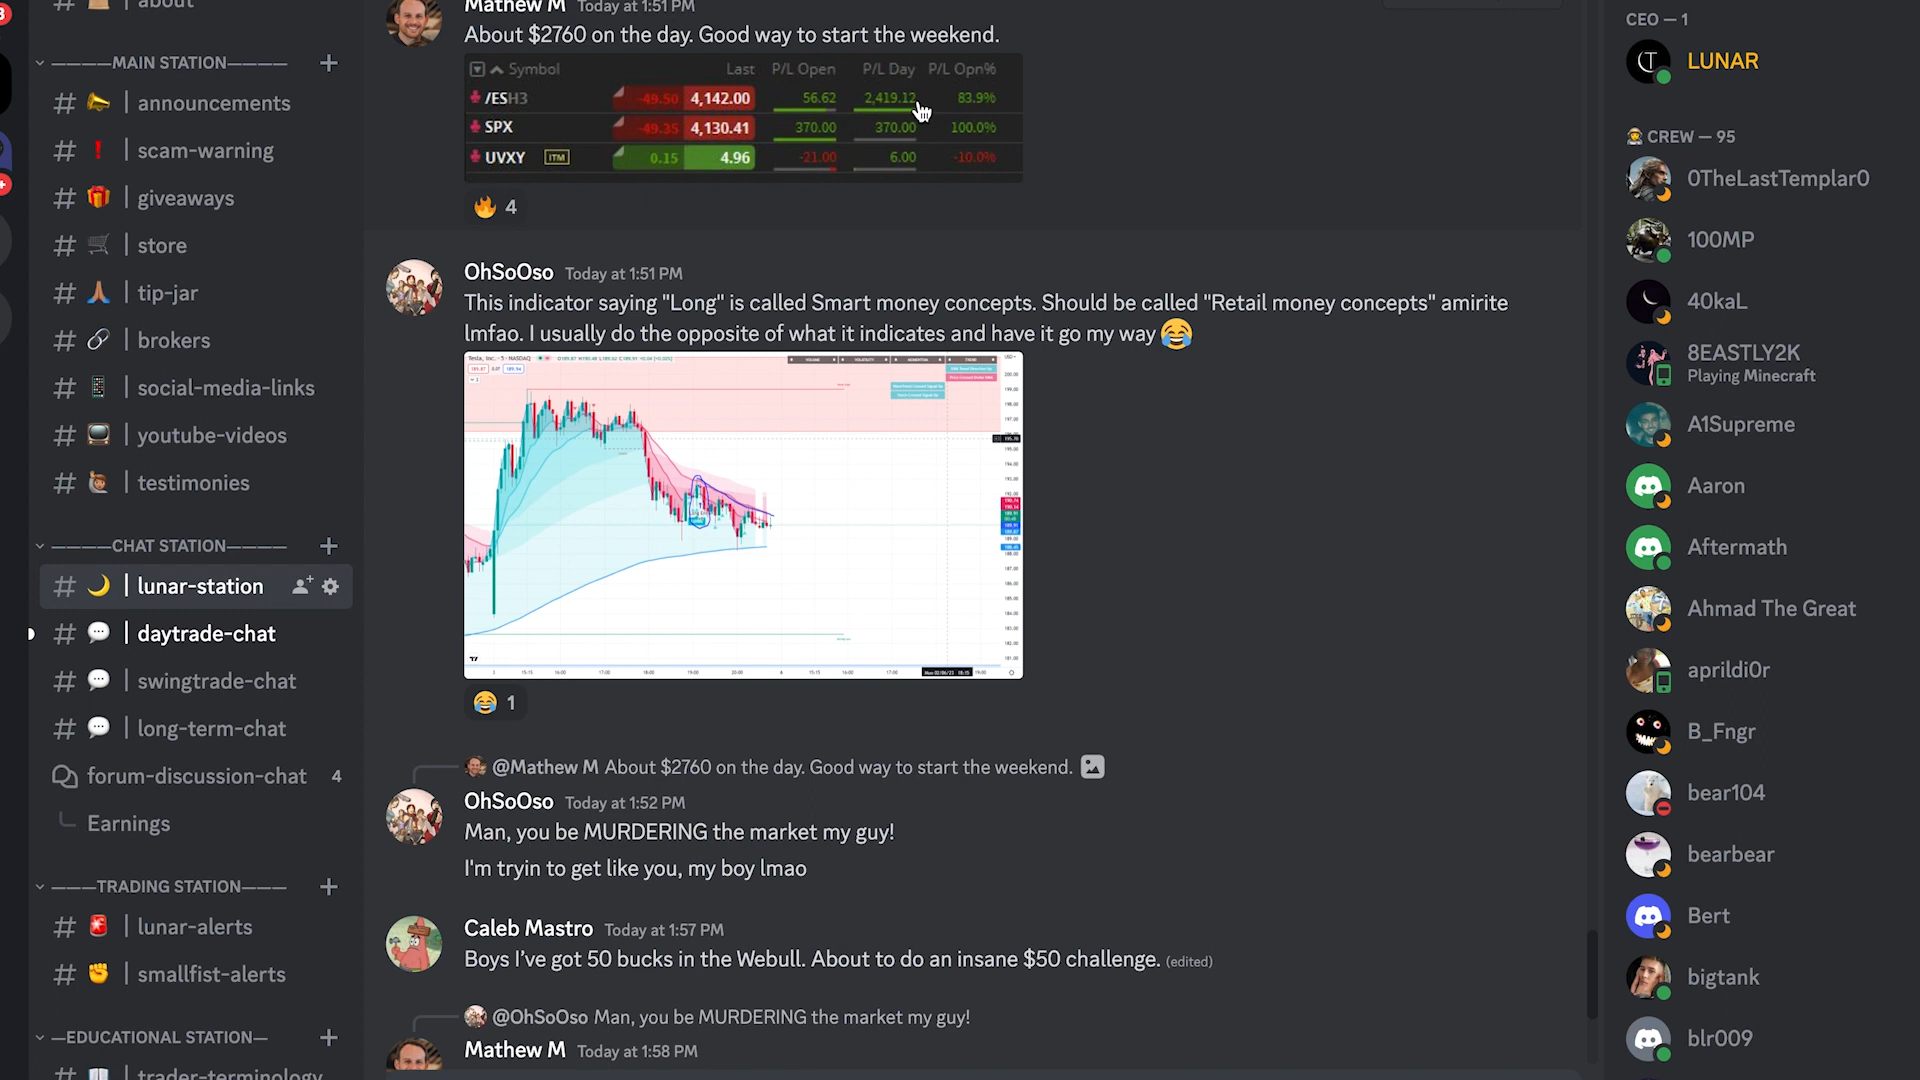 about
————MAIN STATION————
announcements
scam-warning
giveaways
store
tip-jar
brokers
social-media-links
youtube-videos
testimonies
————CHAT STATION————
lunar-station
daytrade-chat
swingtrade-chat
long-term-chat
forum-discussion-chat 4
Earnings
———TRADING STATION———
lunar-alerts
smallfist-alerts
—EDUCATIONAL STATION—
trader-terminology
Mathew M Today at 1:51 PM
About $2760 on the day. Good way to start the weekend.
Symbol Last P/L Open P/L Day P/L Opn%
/ESH3 -49.50 4,142.00 56.62 2,419.12 83.9%
SPX -49.35 4,130.41 370.00 370.00 100.0%
UVXY ITM 0.15 4.96 -21.00 6.00 -10.0%
4
OhSoOso Today at 1:51 PM
This indicator saying "Long" is called Smart money concepts. Should be called "Retail money concepts" amirite
lmfao. I usually do the opposite of what it indicates and have it go my way
Tesla, Inc. · 5 · NASDAQ
1
@Mathew M About $2760 on the day. Good way to start the weekend.
OhSoOso Today at 1:52 PM
Man, you be MURDERING the market my guy!
I'm tryin to get like you, my boy lmao
Caleb Mastro Today at 1:57 PM
Boys I've got 50 bucks in the Webull. About to do an insane $50 challenge. (edited)
@OhSoOso Man, you be MURDERING the market my guy!
Mathew M Today at 1:58 PM
CEO — 1
LUNAR
CREW — 95
0TheLastTemplar0
100MP
40kaL
8EASTLY2K
Playing Minecraft
A1Supreme
Aaron
Aftermath
Ahmad The Great
aprildi0r
B_Fngr
bear104
bearbear
Bert
bigtank
blr009